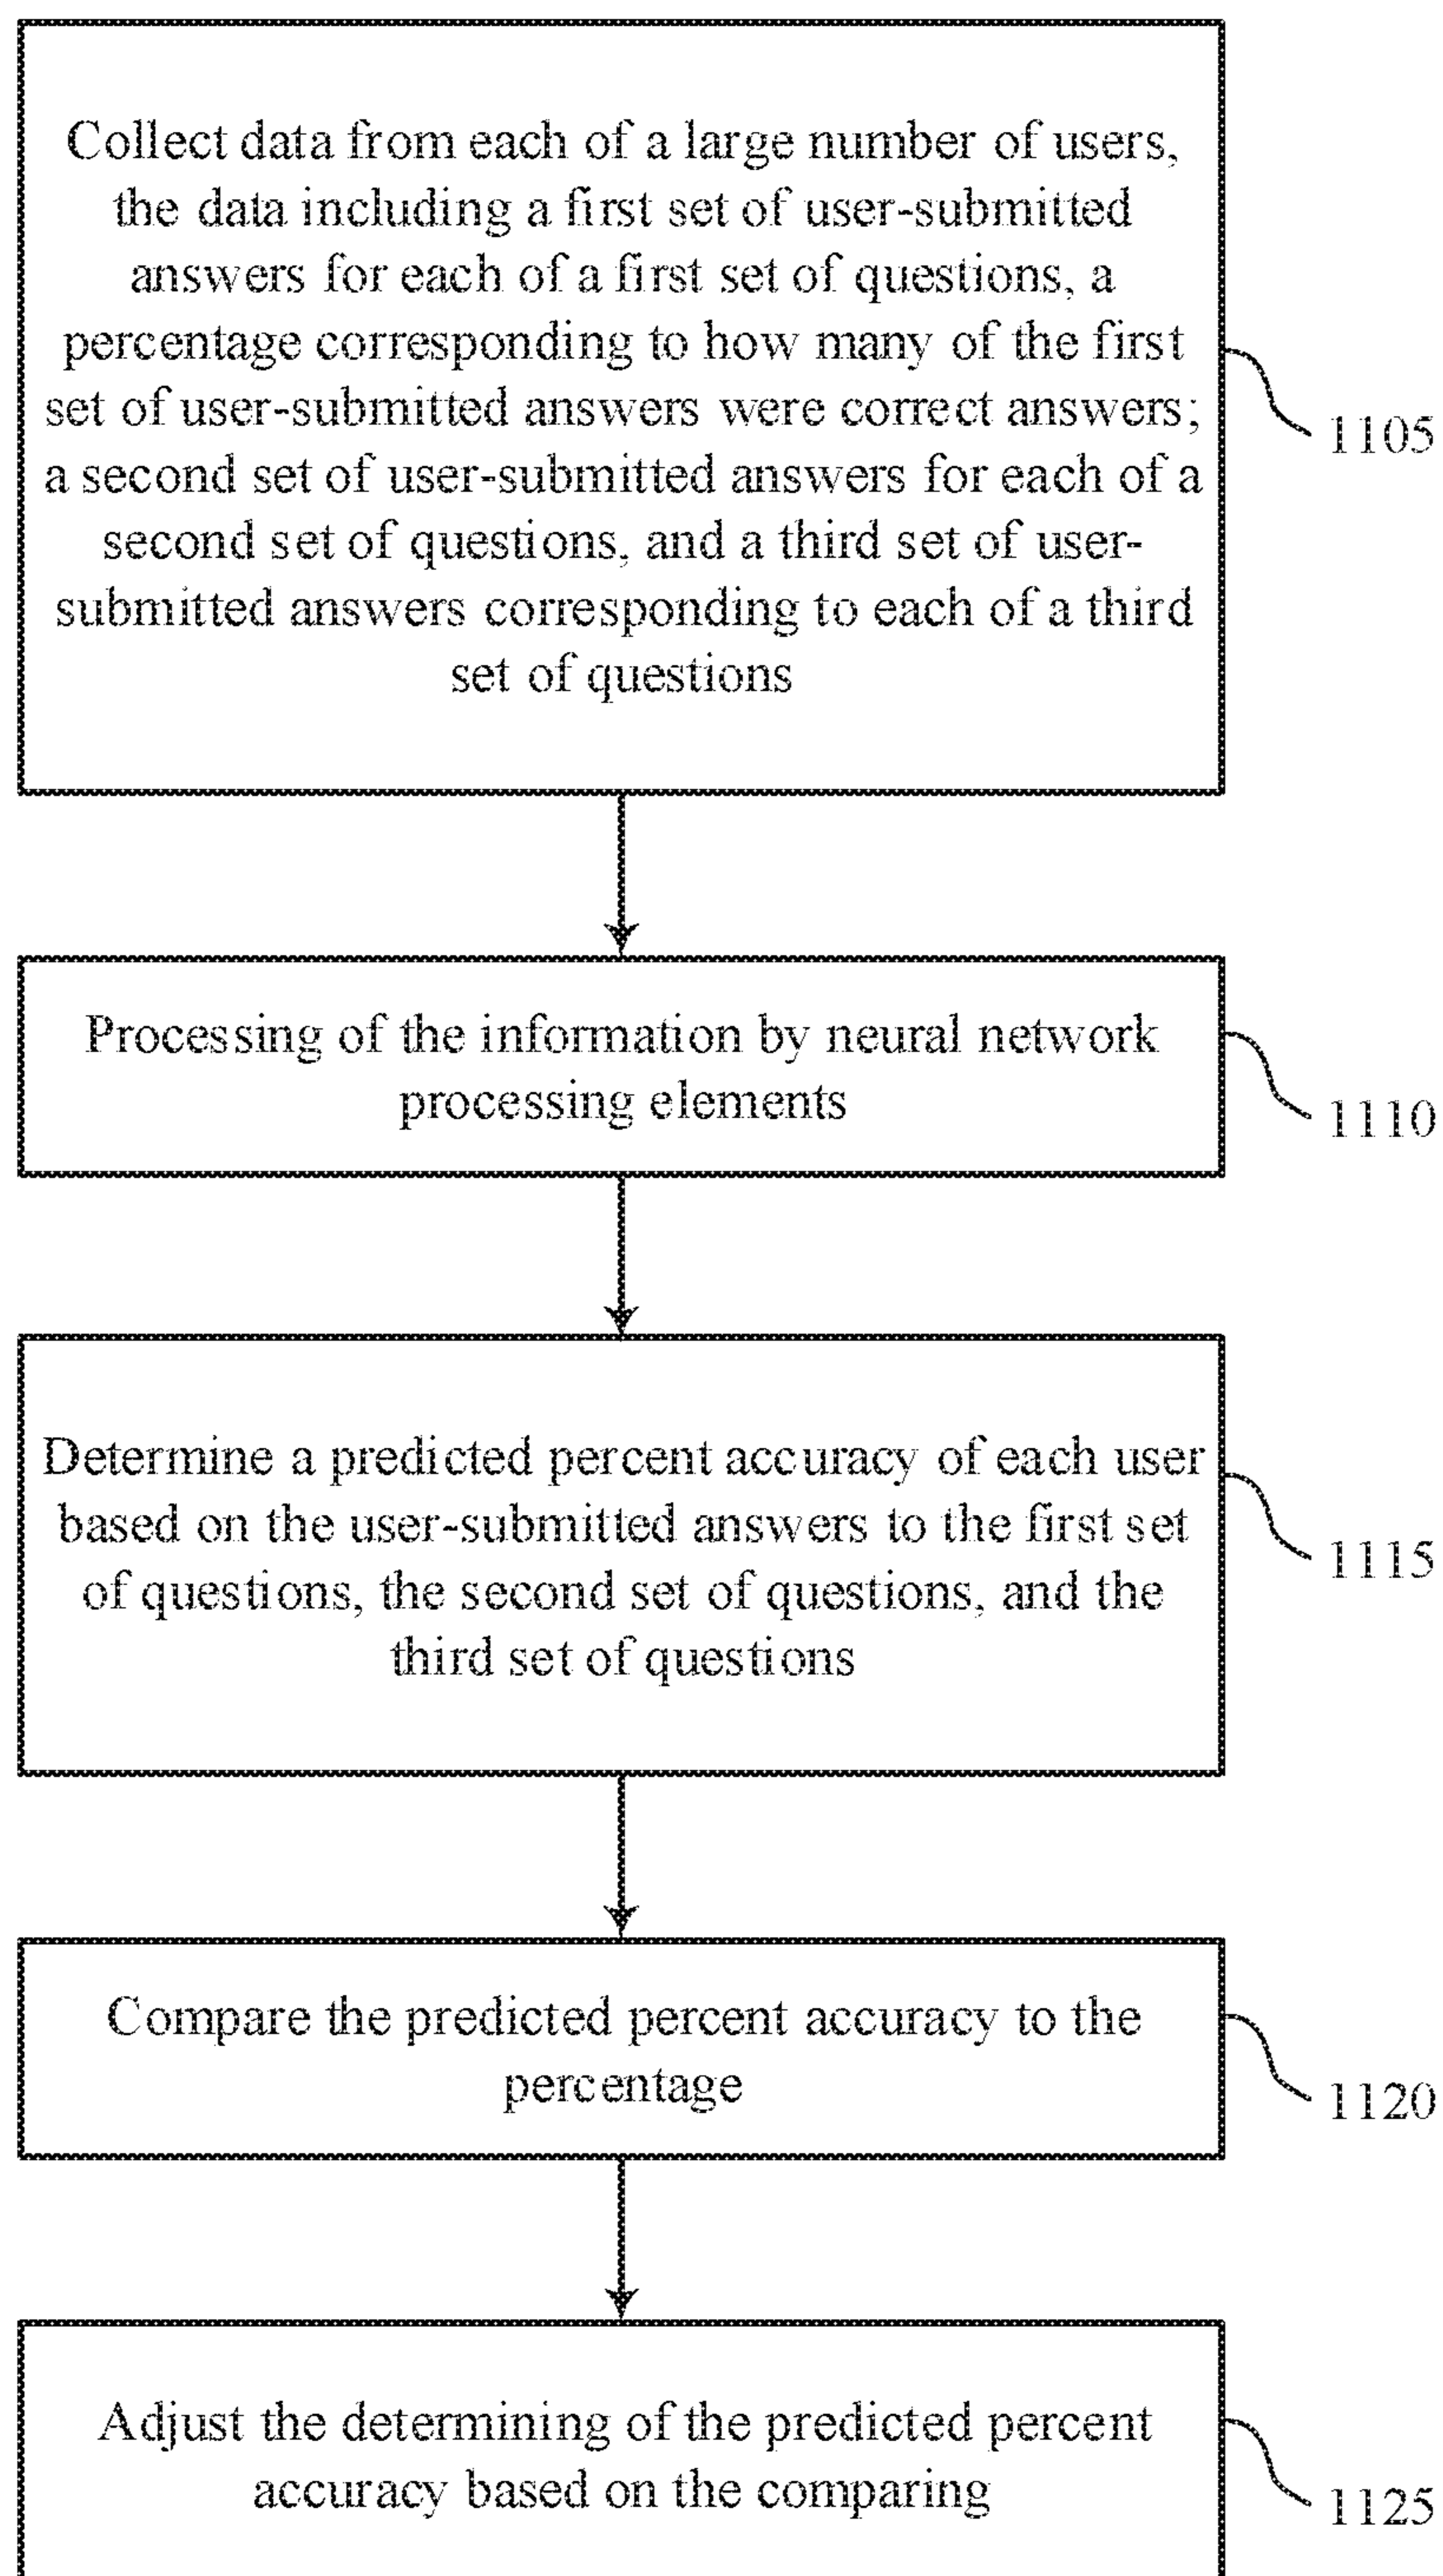 Collect data from each of a large number of users,
the data including a first set of user-submitted
answers for each of a first set of questions, a
percentage corresponding to how many of the first
set of user-submitted answers were correct answers;
a second set of user-submitted answers for each of a
second set of questions, and a third set of user-
submitted answers corresponding to each of a third
set of questions
1105
Processing of the information by neural network
processing elements
1110
Determine a predicted percent accuracy of each user
based on the user-submitted answers to the first set
of questions, the second set of questions, and the
third set of questions
1115
Compare the predicted percent accuracy to the
percentage
1120
Adjust the determining of the predicted percent
accuracy based on the comparing
1125